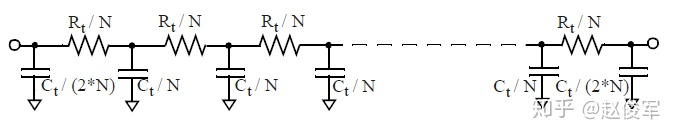 Rt / N Rt / N Rt / N Rt / N
Ct / (2*N) Ct / N Ct / N Ct / N Ct / N Ct / (2*N)
知乎 @赵俊军